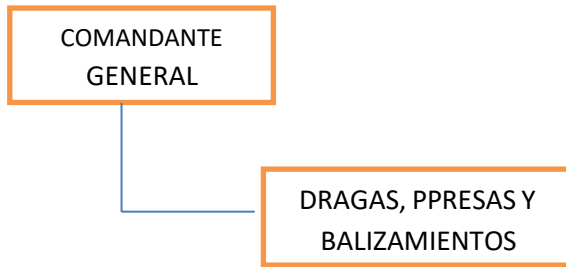 COMANDANTE
GENERAL
DRAGAS, PPRESAS Y
BALIZAMIENTOS